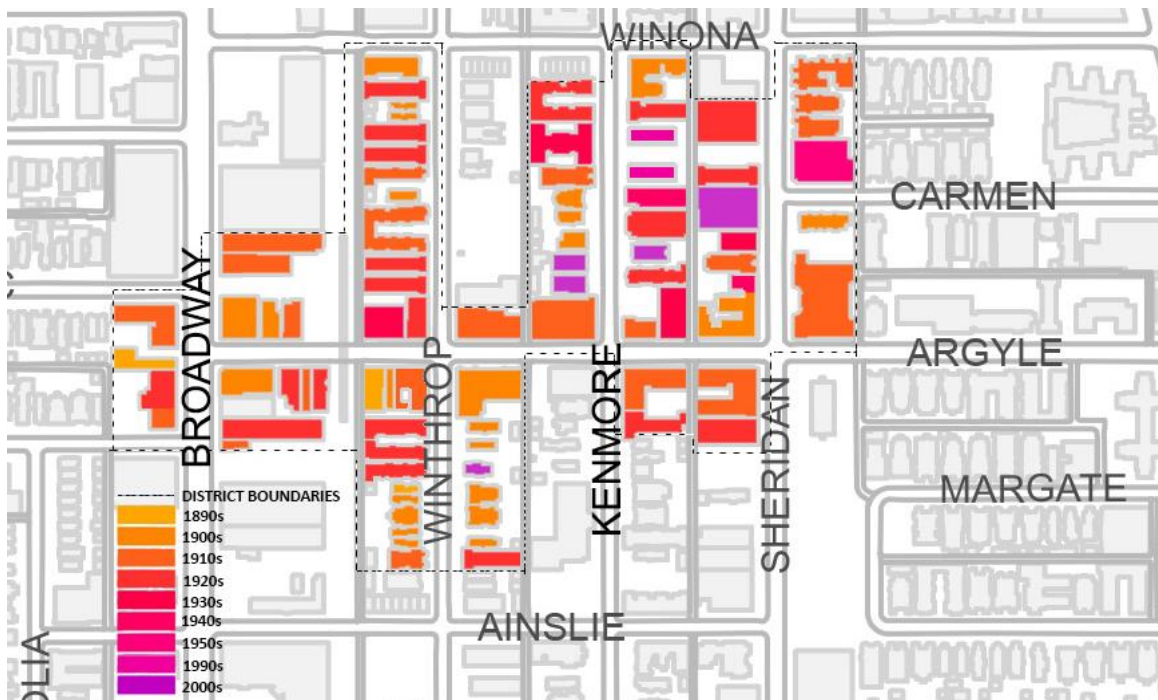 WINONA
CARMEN
BROADWAY
ARGYLE
WINTHROP
KENMORE
SHERIDAN
MARGATE
AINSLIE
OLIA
DISTRICT BOUNDARIES
1890s
1900s
1910s
1920s
1930s
1940s
1950s
1990s
2000s